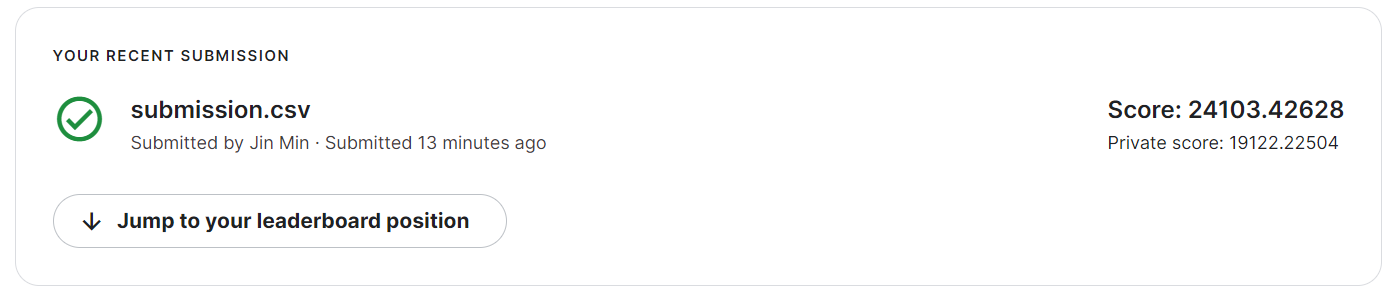 YOUR RECENT SUBMISSION
submission.csv
Submitted by Jin Min · Submitted 13 minutes ago
Score: 24103.42628
Private score: 19122.22504
Jump to your leaderboard position